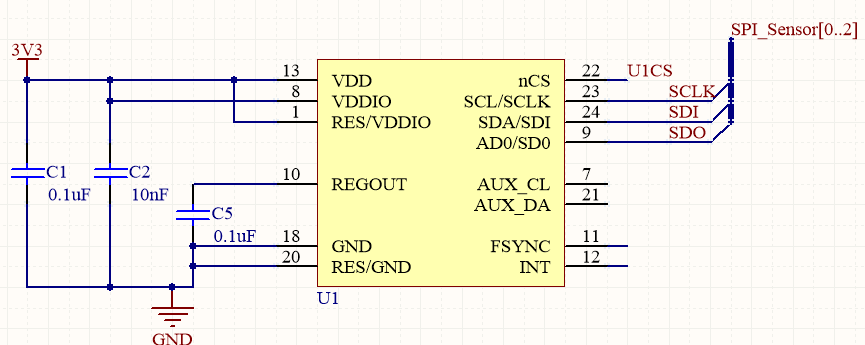 SPI_Sensor[0..2]
3V3
13 VDD nCS 22 U1CS
8 VDDIO SCL/SCLK 23 SCLK
1 RES/VDDIO SDA/SDI 24 SDI
AD0/SD0 9 SDO
C1 C2 10 REGOUT AUX_CL 7
0.1uF 10nF AUX_DA 21
C5
0.1uF 18 GND FSYNC 11
20 RES/GND INT 12
U1
GND